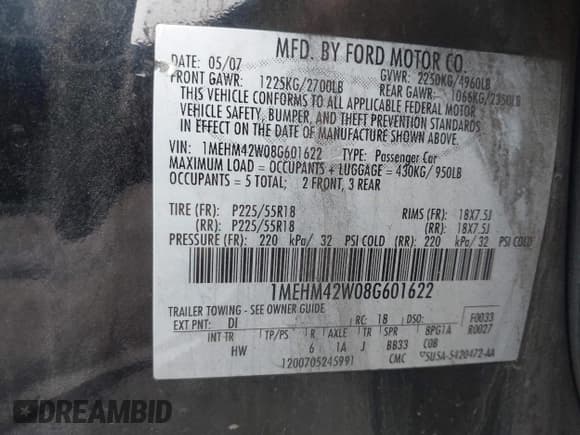 MFD. BY FORD MOTOR CO.
DATE: 05/07 GVWR: 2250KG/4960LB
FRONT GAWR: 1225KG/2700LB REAR GAWR: 1066KG/2350LB
THIS VEHICLE CONFORMS TO ALL APPLICABLE FEDERAL MOTOR
VEHICLE SAFETY, BUMPER, AND THEFT PREVENTION STANDARDS
IN EFFECT ON THE DATE OF MANUFACTURE SHOWN ABOVE.
VIN: 1MEHM42W08G601622 TYPE: Passenger Car
MAXIMUM LOAD = OCCUPANTS + LUGGAGE = 430KG/ 950LB
OCCUPANTS = 5 TOTAL; 2 FRONT, 3 REAR
TIRE (FR): P225/55R18 RIMS (FR): 18X7.5J
(RR): P225/55R18 (RR): 18X7.5J
PRESSURE (FR): 220 kPa/ 32 PSI COLD (RR): 220 kPa/ 32 PSI COLD
1MEHM42W08G601622
TRAILER TOWING - SEE OWNER GUIDE
EXT PNT: DI RC: 18 DSO: F0033
INT TR TP/PS R AXLE TR SPR BPG1A R0027
HW 6 1A J BB33 COB
120070524599 CMC 5U5A-5420472-AA
DREAMBID